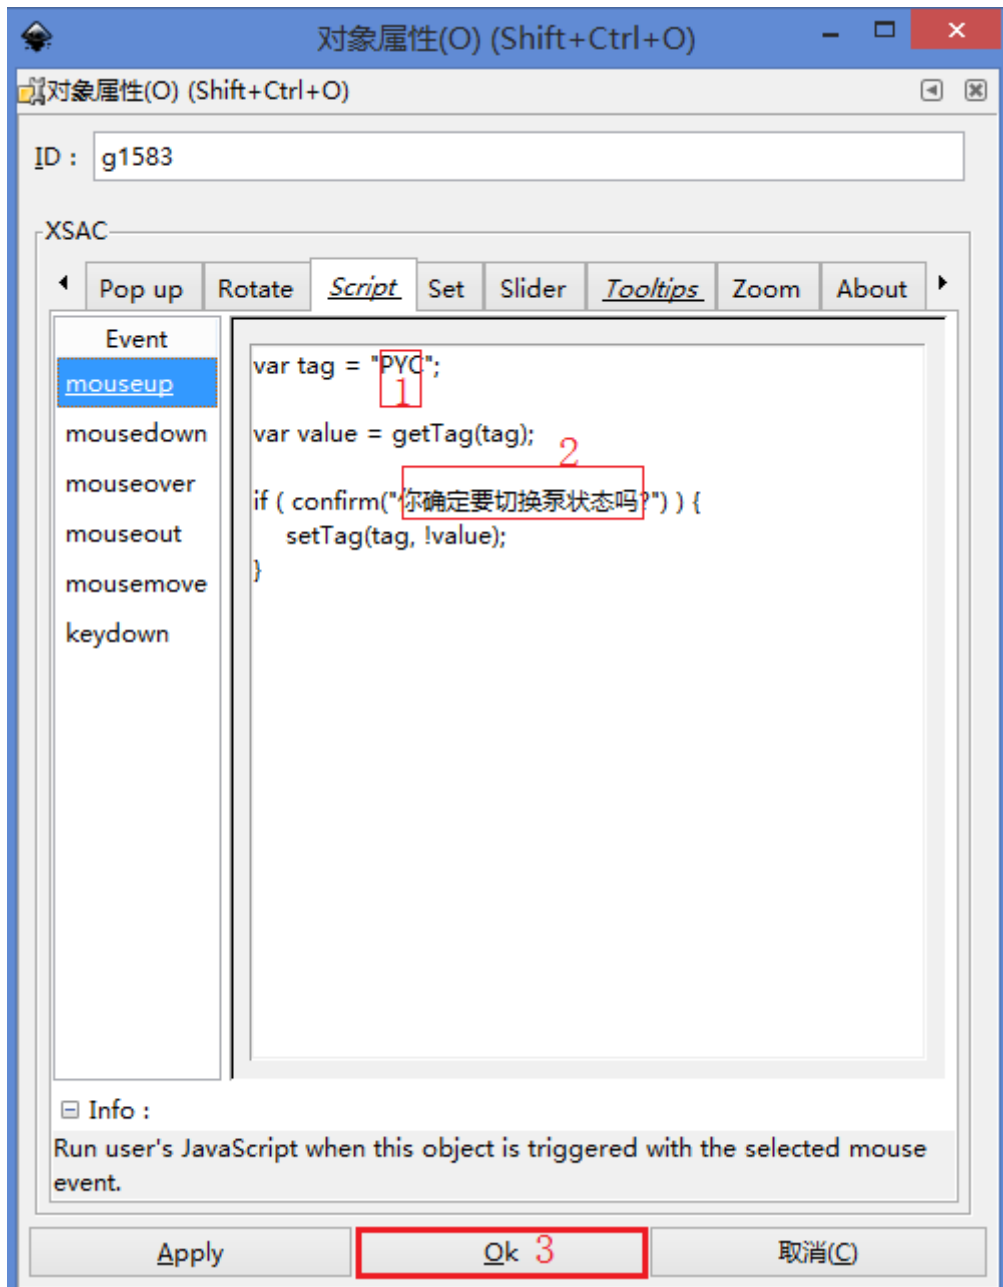 对象属性(O) (Shift+Ctrl+O)
对象属性(O) (Shift+Ctrl+O)
ID : g1583
XSAC
Pop up Rotate Script Set Slider Tooltips Zoom About
Event
mouseup
mousedown
mouseover
mouseout
mousemove
keydown
var tag = "PYC";
1
var value = getTag(tag);
2
if ( confirm("你确定要切换泵状态吗?") ) {
setTag(tag, !value);
}
Info :
Run user's JavaScript when this object is triggered with the selected mouse
event.
Apply Ok 3 取消(C)